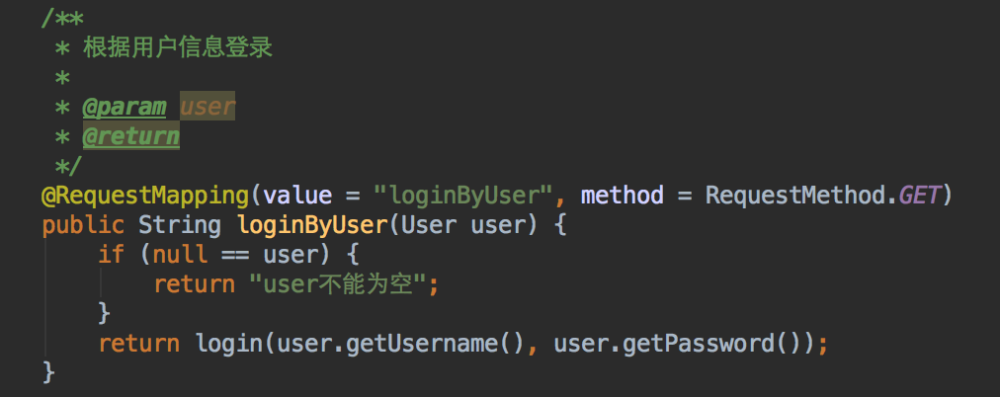 /**
 * 根据用户信息登录
 *
 * @param user
 * @return
 */
@RequestMapping(value = "loginByUser", method = RequestMethod.GET)
public String loginByUser(User user) {
    if (null == user) {
        return "user不能为空";
    }
    return login(user.getUsername(), user.getPassword());
}